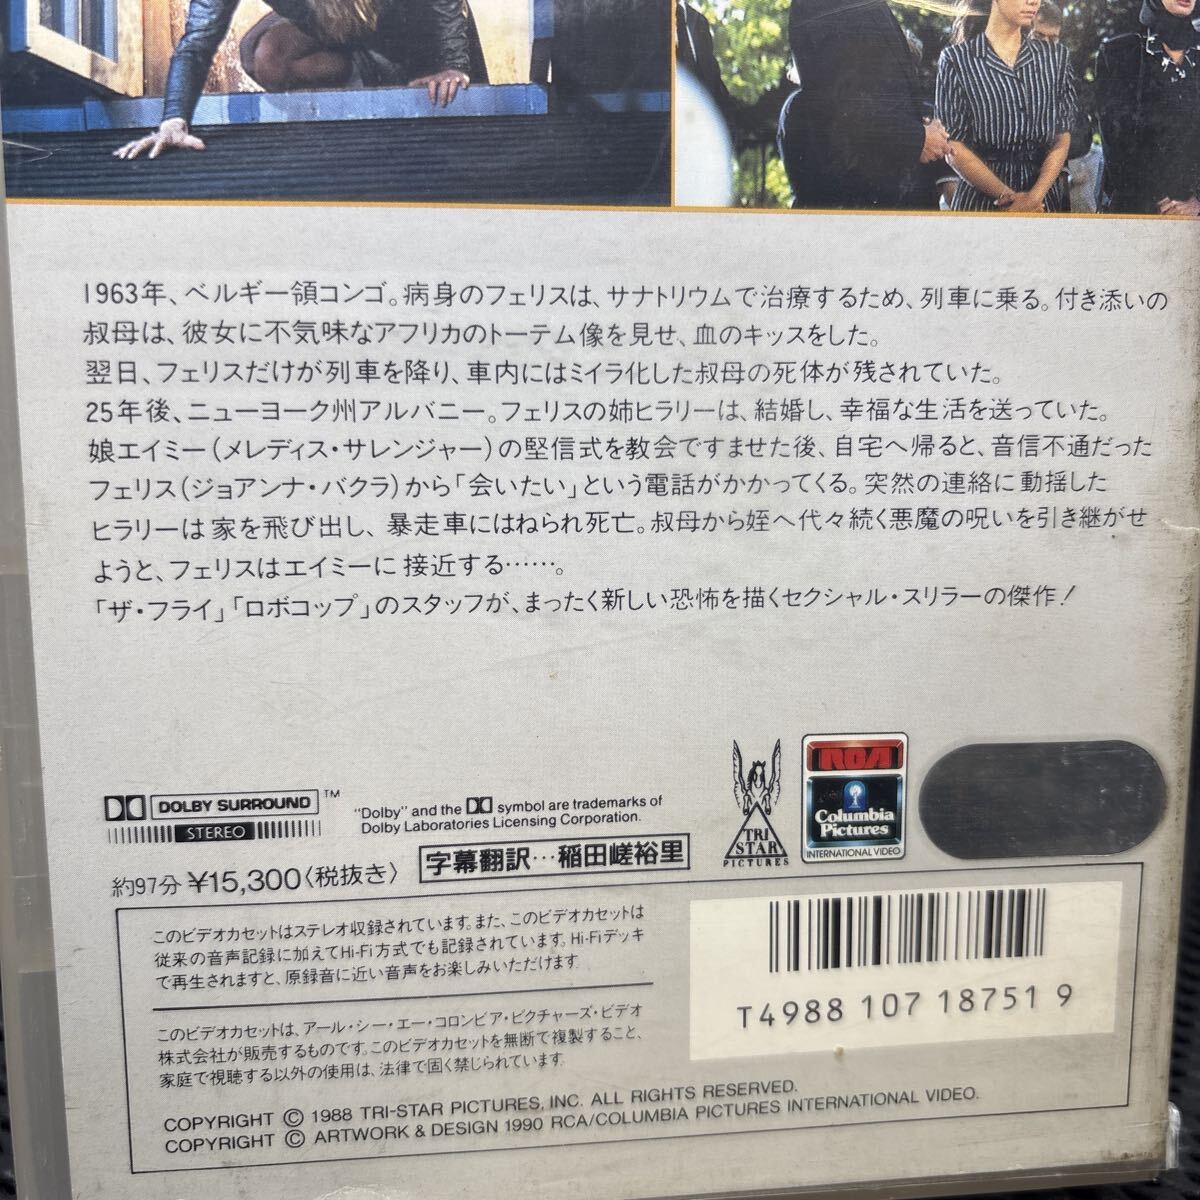 1963年、ベルギー領コンゴ。病身のフェリスは、サナトリウムで治療するため、列車に乗る。付き添いの
叔母は、彼女に不気味なアフリカのトーテム像を見せ、血のキッスをした。
翌日、フェリスだけが列車を降り、車内にはミイラ化した叔母の死体が残されていた。
25年後、ニューヨーク州アルバニー。フェリスの姉ヒラリーは、結婚し、幸福な生活を送っていた。
娘エイミー(メレディス・サレンジャー)の堅信式を教会ですませた後、自宅へ帰ると、音信不通だった
フェリス(ジョアンナ・バクラ)から「会いたい」という電話がかかってくる。突然の連絡に動揺した
ヒラリーは家を飛び出し、暴走車にはねられ死亡。叔母から姪へ代々続く悪魔の呪いを引き継がせ
ようと、フェリスはエイミーに接近する……。
「ザ・フライ」「ロボコップ」のスタッフが、まったく新しい恐怖を描くセクシャル・スリラーの傑作!
DOLBY SURROUND TM
STEREO
"Dolby" and the symbol are trademarks of
Dolby Laboratories Licensing Corporation.
TRI
STAR
PICTURES
RCA
Columbia
Pictures
INTERNATIONAL VIDEO
約97分 ¥15,300〈税抜き〉
字幕翻訳…稲田嵯裕里
このビデオカセットはステレオ収録されています。また、このビデオカセットは
従来の音声記録に加えてHi-Fi方式でも記録されています。Hi-Fiデッキ
で再生されますと、原録音に近い音声をお楽しみいただけます。
このビデオカセットは、アール・シー・エー・コロンビア・ピクチャーズ・ビデオ
株式会社が販売するものです。このビデオカセットを無断で複製すること、
家庭で視聴する以外の使用は、法律で固く禁じられています。
T4988 107 18751 9
COPYRIGHT © 1988 TRI-STAR PICTURES, INC. ALL RIGHTS RESERVED.
COPYRIGHT © ARTWORK & DESIGN 1990 RCA/COLUMBIA PICTURES INTERNATIONAL VIDEO.